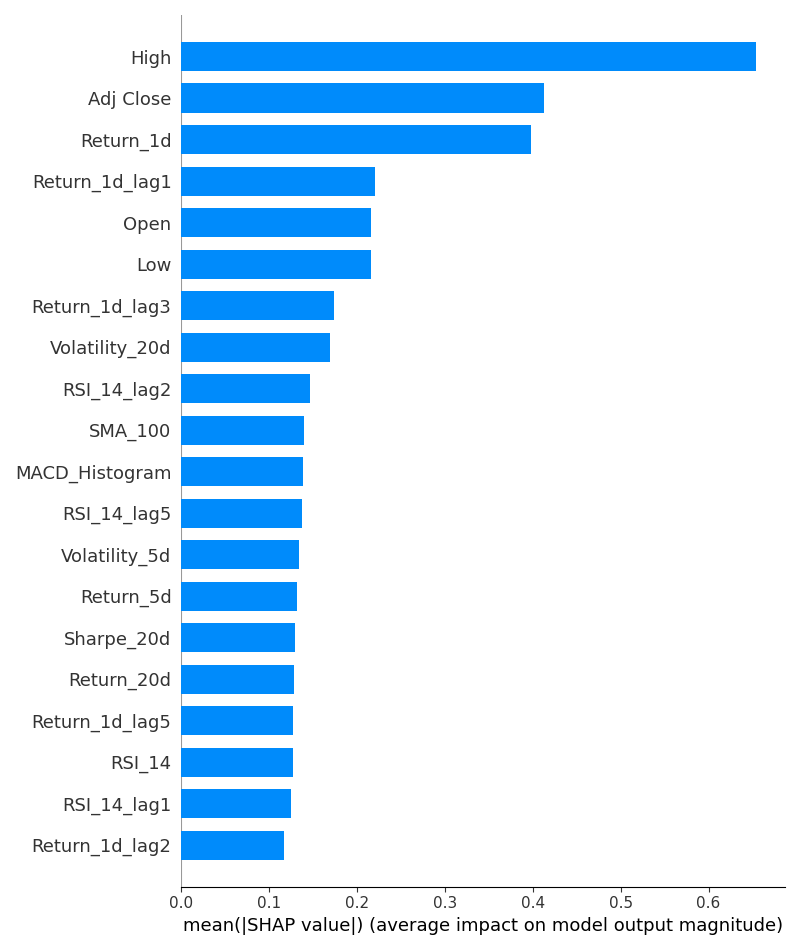 High
Adj Close
Return_1d
Return_1d_lag1
Open
Low
Return_1d_lag3
Volatility_20d
RSI_14_lag2
SMA_100
MACD_Histogram
RSI_14_lag5
Volatility_5d
Return_5d
Sharpe_20d
Return_20d
Return_1d_lag5
RSI_14
RSI_14_lag1
Return_1d_lag2
0.0 0.1 0.2 0.3 0.4 0.5 0.6
mean(|SHAP value|) (average impact on model output magnitude)